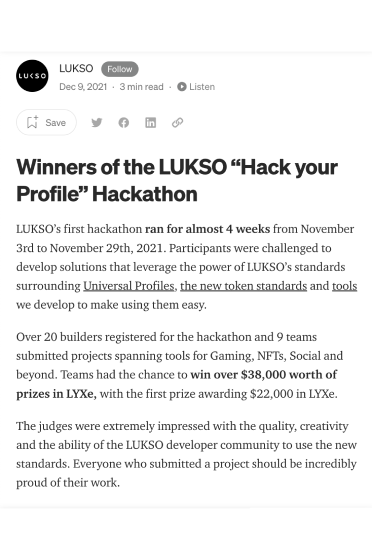 LUKSO
LUKSO Follow
Dec 9, 2021 · 3 min read · Listen
Save
Winners of the LUKSO “Hack your
Profile” Hackathon
LUKSO’s first hackathon ran for almost 4 weeks from November
3rd to November 29th, 2021. Participants were challenged to
develop solutions that leverage the power of LUKSO’s standards
surrounding Universal Profiles, the new token standards and tools
we develop to make using them easy.
Over 20 builders registered for the hackathon and 9 teams
submitted projects spanning tools for Gaming, NFTs, Social and
beyond. Teams had the chance to win over $38,000 worth of
prizes in LYXe, with the first prize awarding $22,000 in LYXe.
The judges were extremely impressed with the quality, creativity
and the ability of the LUKSO developer community to use the new
standards. Everyone who submitted a project should be incredibly
proud of their work.